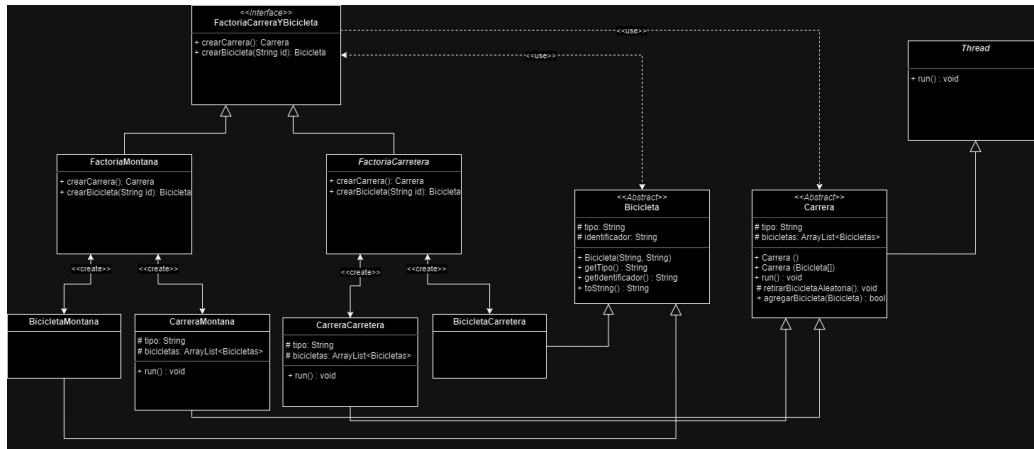 <<Interface>>
FactoriaCarreraYBicicleta
+ crearCarrera(): Carrera
+ crearBicicleta(String id): Bicicleta
<<use>>
<<use>>
Thread
+ run() : void
FactoriaMontana
+ crearCarrera(): Carrera
+ crearBicicleta(String id): Bicicleta
FactoriaCarretera
+ crearCarrera(): Carrera
+ crearBicicleta(String id): Bicicleta
<<Abstract>>
Bicicleta
# tipo: String
# identificador: String
+ Bicicleta(String, String)
+ getTipo() : String
+ getIdentificador() : String
+ toString() : String
<<Abstract>>
Carrera
# tipo: String
# bicicletas: ArrayList<Bicicletas>
+ Carrera ()
+ Carrera (Bicicleta[])
+ run() : void
# retirarBicicletaAleatoria(): void
+ agregarBicicleta(Bicicleta) : bool
<<create>>
<<create>>
<<create>>
<<create>>
BicicletaMontana
CarreraMontana
# tipo: String
# bicicletas: ArrayList<Bicicletas>
+ run() : void
CarreraCarretera
# tipo: String
# bicicletas: ArrayList<Bicicletas>
+ run() : void
BicicletaCarretera